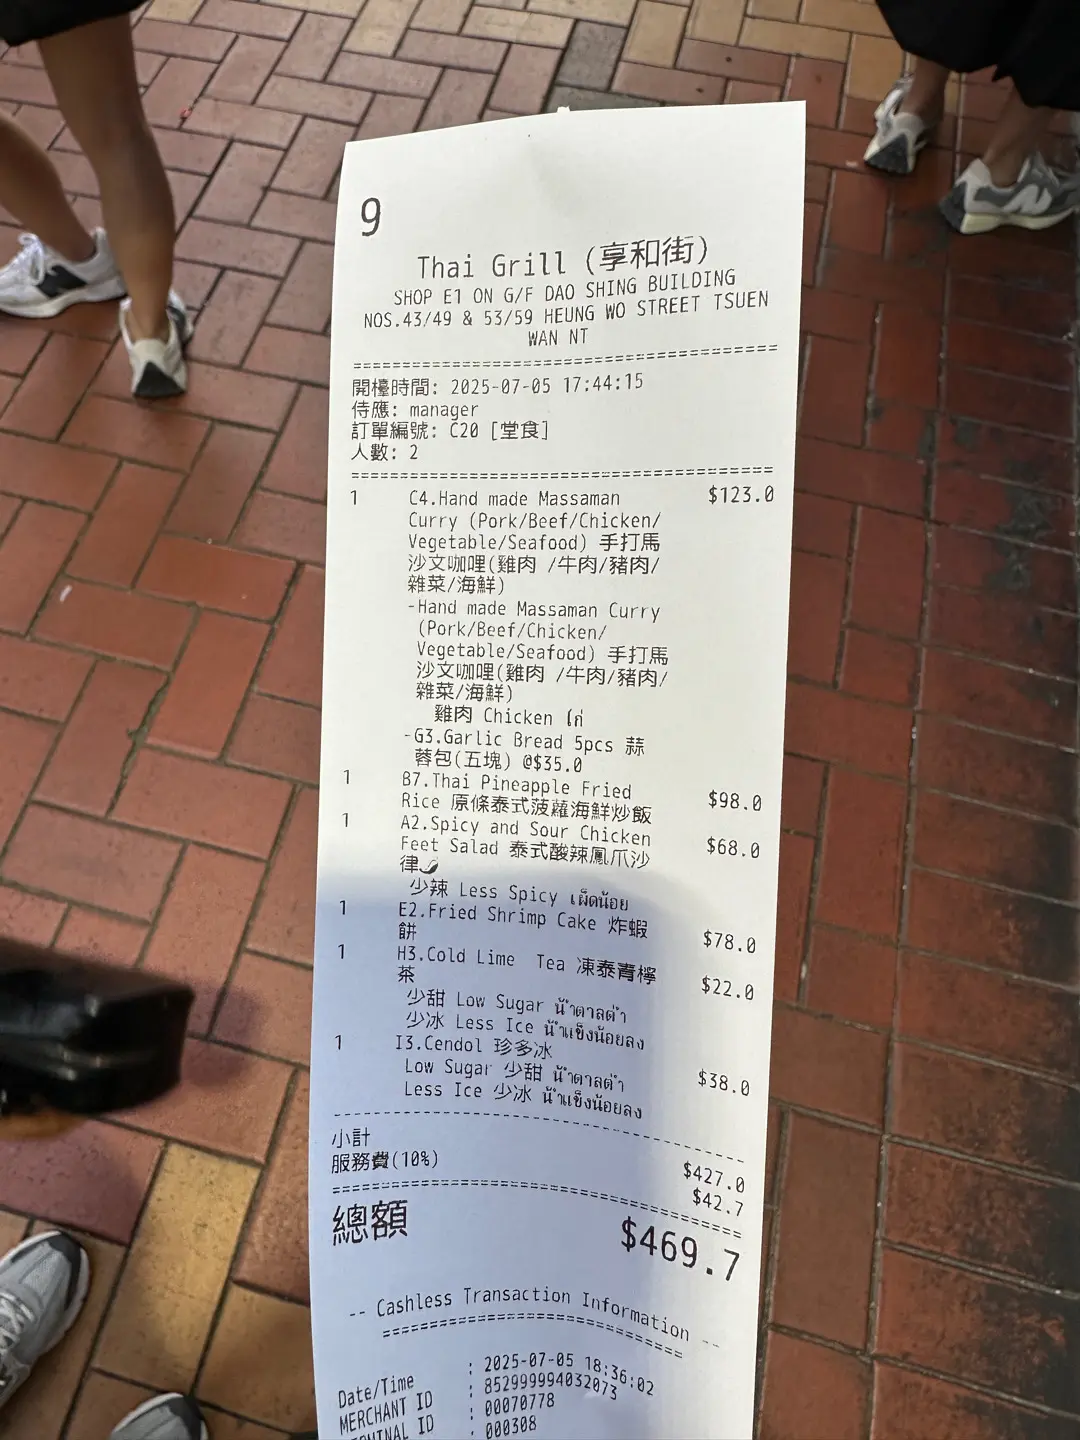 9
Thai Grill (享和街)
SHOP E1 ON G/F DAO SHING BUILDING
NOS.43/49 & 53/59 HEUNG WO STREET TSUEN
WAN NT
開檯時間: 2025-07-05 17:44:15
侍應: manager
訂單編號: C20 [堂食]
人數: 2
1 C4.Hand made Massaman $123.0
Curry (Pork/Beef/Chicken/
Vegetable/Seafood) 手打馬
沙文咖哩(雞肉 /牛肉/豬肉/
雜菜/海鮮)
-Hand made Massaman Curry
(Pork/Beef/Chicken/
Vegetable/Seafood) 手打馬
沙文咖哩(雞肉 /牛肉/豬肉/
雜菜/海鮮)
雞肉 Chicken ไก่
-G3.Garlic Bread 5pcs 蒜
蓉包(五塊) @$35.0
1 B7.Thai Pineapple Fried $98.0
Rice 原條泰式菠蘿海鮮炒飯
1 A2.Spicy and Sour Chicken $68.0
Feet Salad 泰式酸辣鳳爪沙
律🌶
少辣 Less Spicy เผ็ดน้อย
1 E2.Fried Shrimp Cake 炸蝦 $78.0
餅
1 H3.Cold Lime Tea 凍泰青檸 $22.0
茶
少甜 Low Sugar น้ำตาลต่ำ
少冰 Less Ice น้ำแข็งน้อยลง
1 I3.Cendol 珍多冰 $38.0
Low Sugar 少甜 น้ำตาลต่ำ
Less Ice 少冰 น้ำแข็งน้อยลง
小計 $427.0
服務費(10%) $42.7
總額 $469.7
-- Cashless Transaction Information --
Date/Time : 2025-07-05 18:36:02
MERCHANT ID : 852999994032073
TERMINAL ID : 00070778
000308